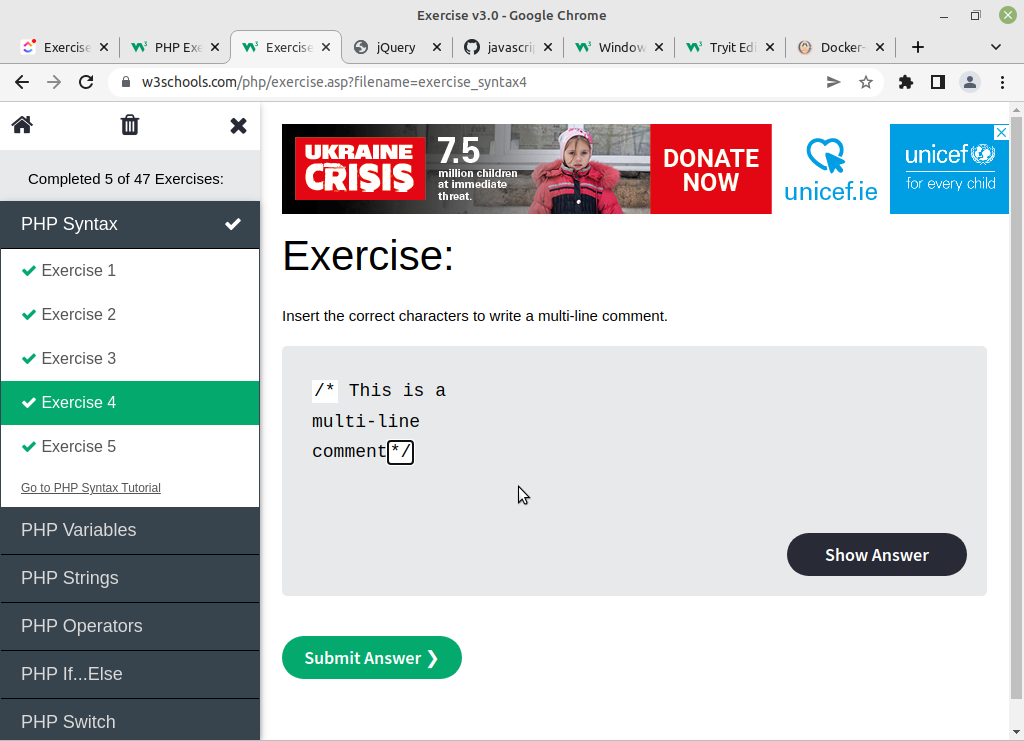 Exercise v3.0 - Google Chrome
Exercise
PHP Exe
Exercise
jQuery
javascrip
Window
Tryit Edi
Docker-
w3schools.com/php/exercise.asp?filename=exercise_syntax4
Completed 5 of 47 Exercises:
PHP Syntax
Exercise 1
Exercise 2
Exercise 3
Exercise 4
Exercise 5
Go to PHP Syntax Tutorial
PHP Variables
PHP Strings
PHP Operators
PHP If...Else
PHP Switch
UKRAINE
CRISIS
7.5
million children
at immediate
threat.
DONATE
NOW
unicef.ie
unicef
for every child
Exercise:
Insert the correct characters to write a multi-line comment.
/* This is a
multi-line
comment*/
Show Answer
Submit Answer ❯